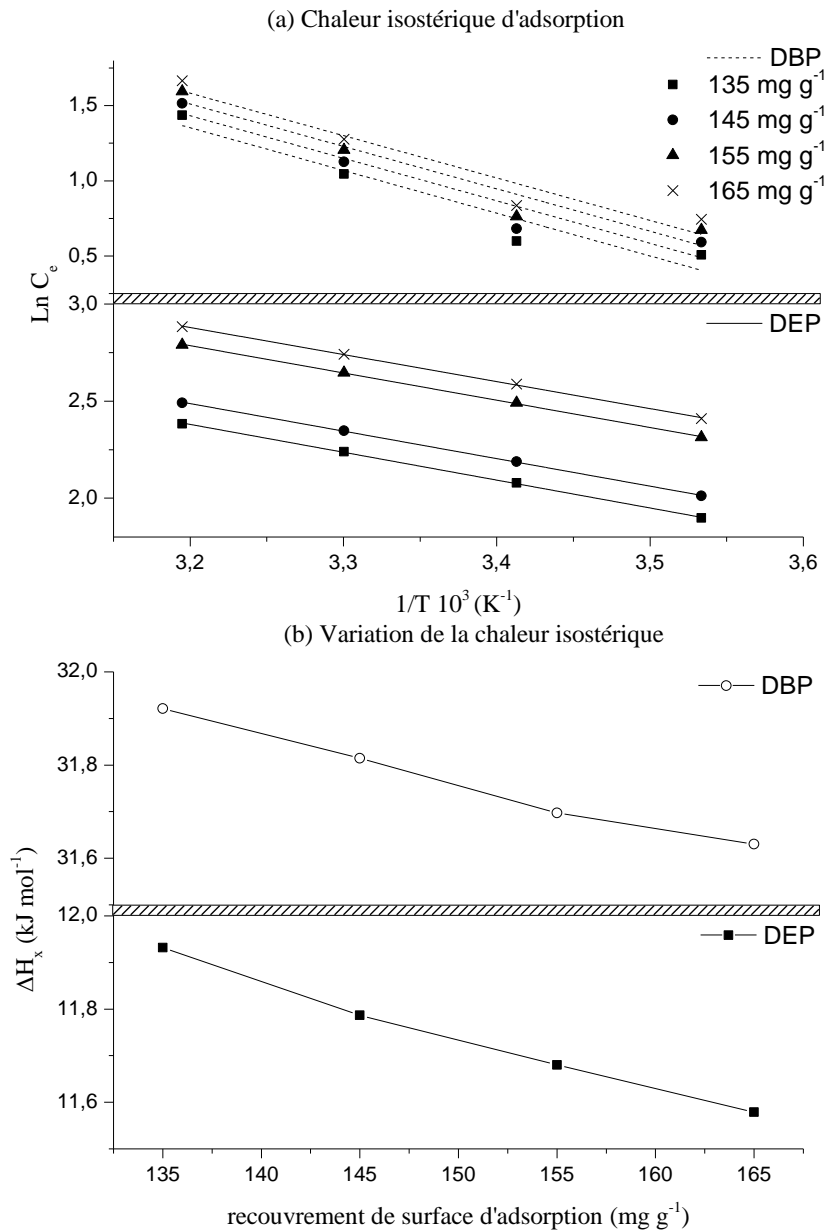 (a) Chaleur isostérique d'adsorption
DBP
135 mg g⁻¹
145 mg g⁻¹
155 mg g⁻¹
165 mg g⁻¹
1,5
1,0
0,5
Ln Cₑ
3,0
DEP
2,5
2,0
3,2 3,3 3,4 3,5 3,6
1/T 10³ (K⁻¹)
(b) Variation de la chaleur isostérique
32,0
DBP
31,8
31,6
ΔHₓ (kJ mol⁻¹)
12,0
DEP
11,8
11,6
135 140 145 150 155 160 165
recouvrement de surface d'adsorption (mg g⁻¹)